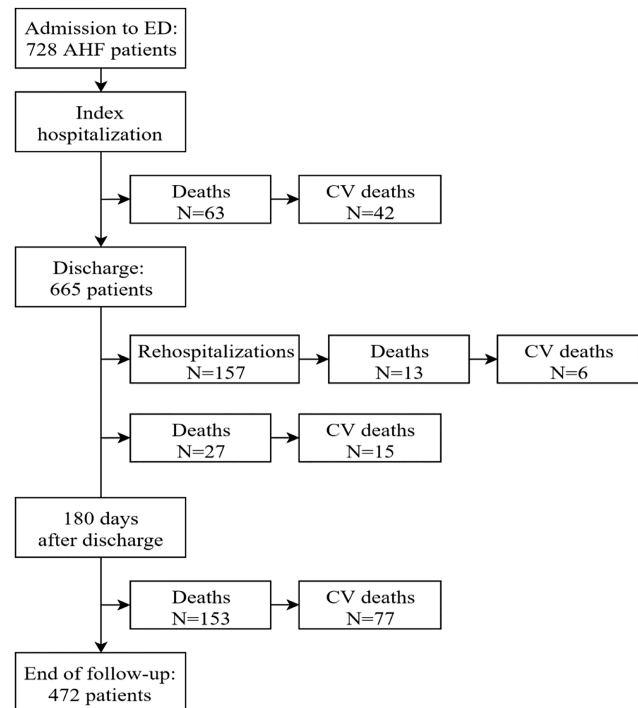 Admission to ED:
728 AHF patients
Index
hospitalization
Deaths
N=63
CV deaths
N=42
Discharge:
665 patients
Rehospitalizations
N=157
Deaths
N=13
CV deaths
N=6
Deaths
N=27
CV deaths
N=15
180 days
after discharge
Deaths
N=153
CV deaths
N=77
End of follow-up:
472 patients